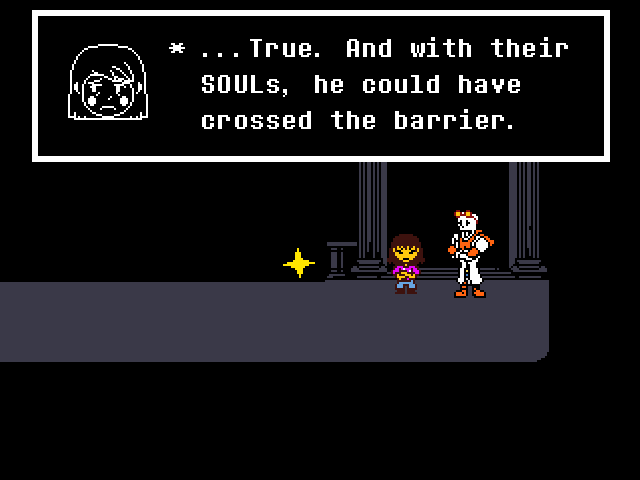 * ...True. And with their
SOULs, he could have
crossed the barrier.